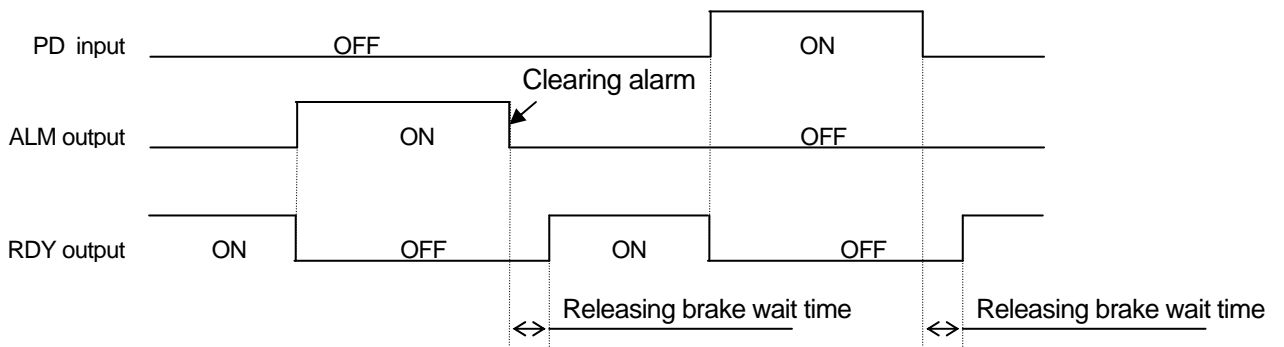 PD input OFF ON
Clearing alarm
ALM output ON OFF
RDY output ON OFF ON OFF
Releasing brake wait time Releasing brake wait time